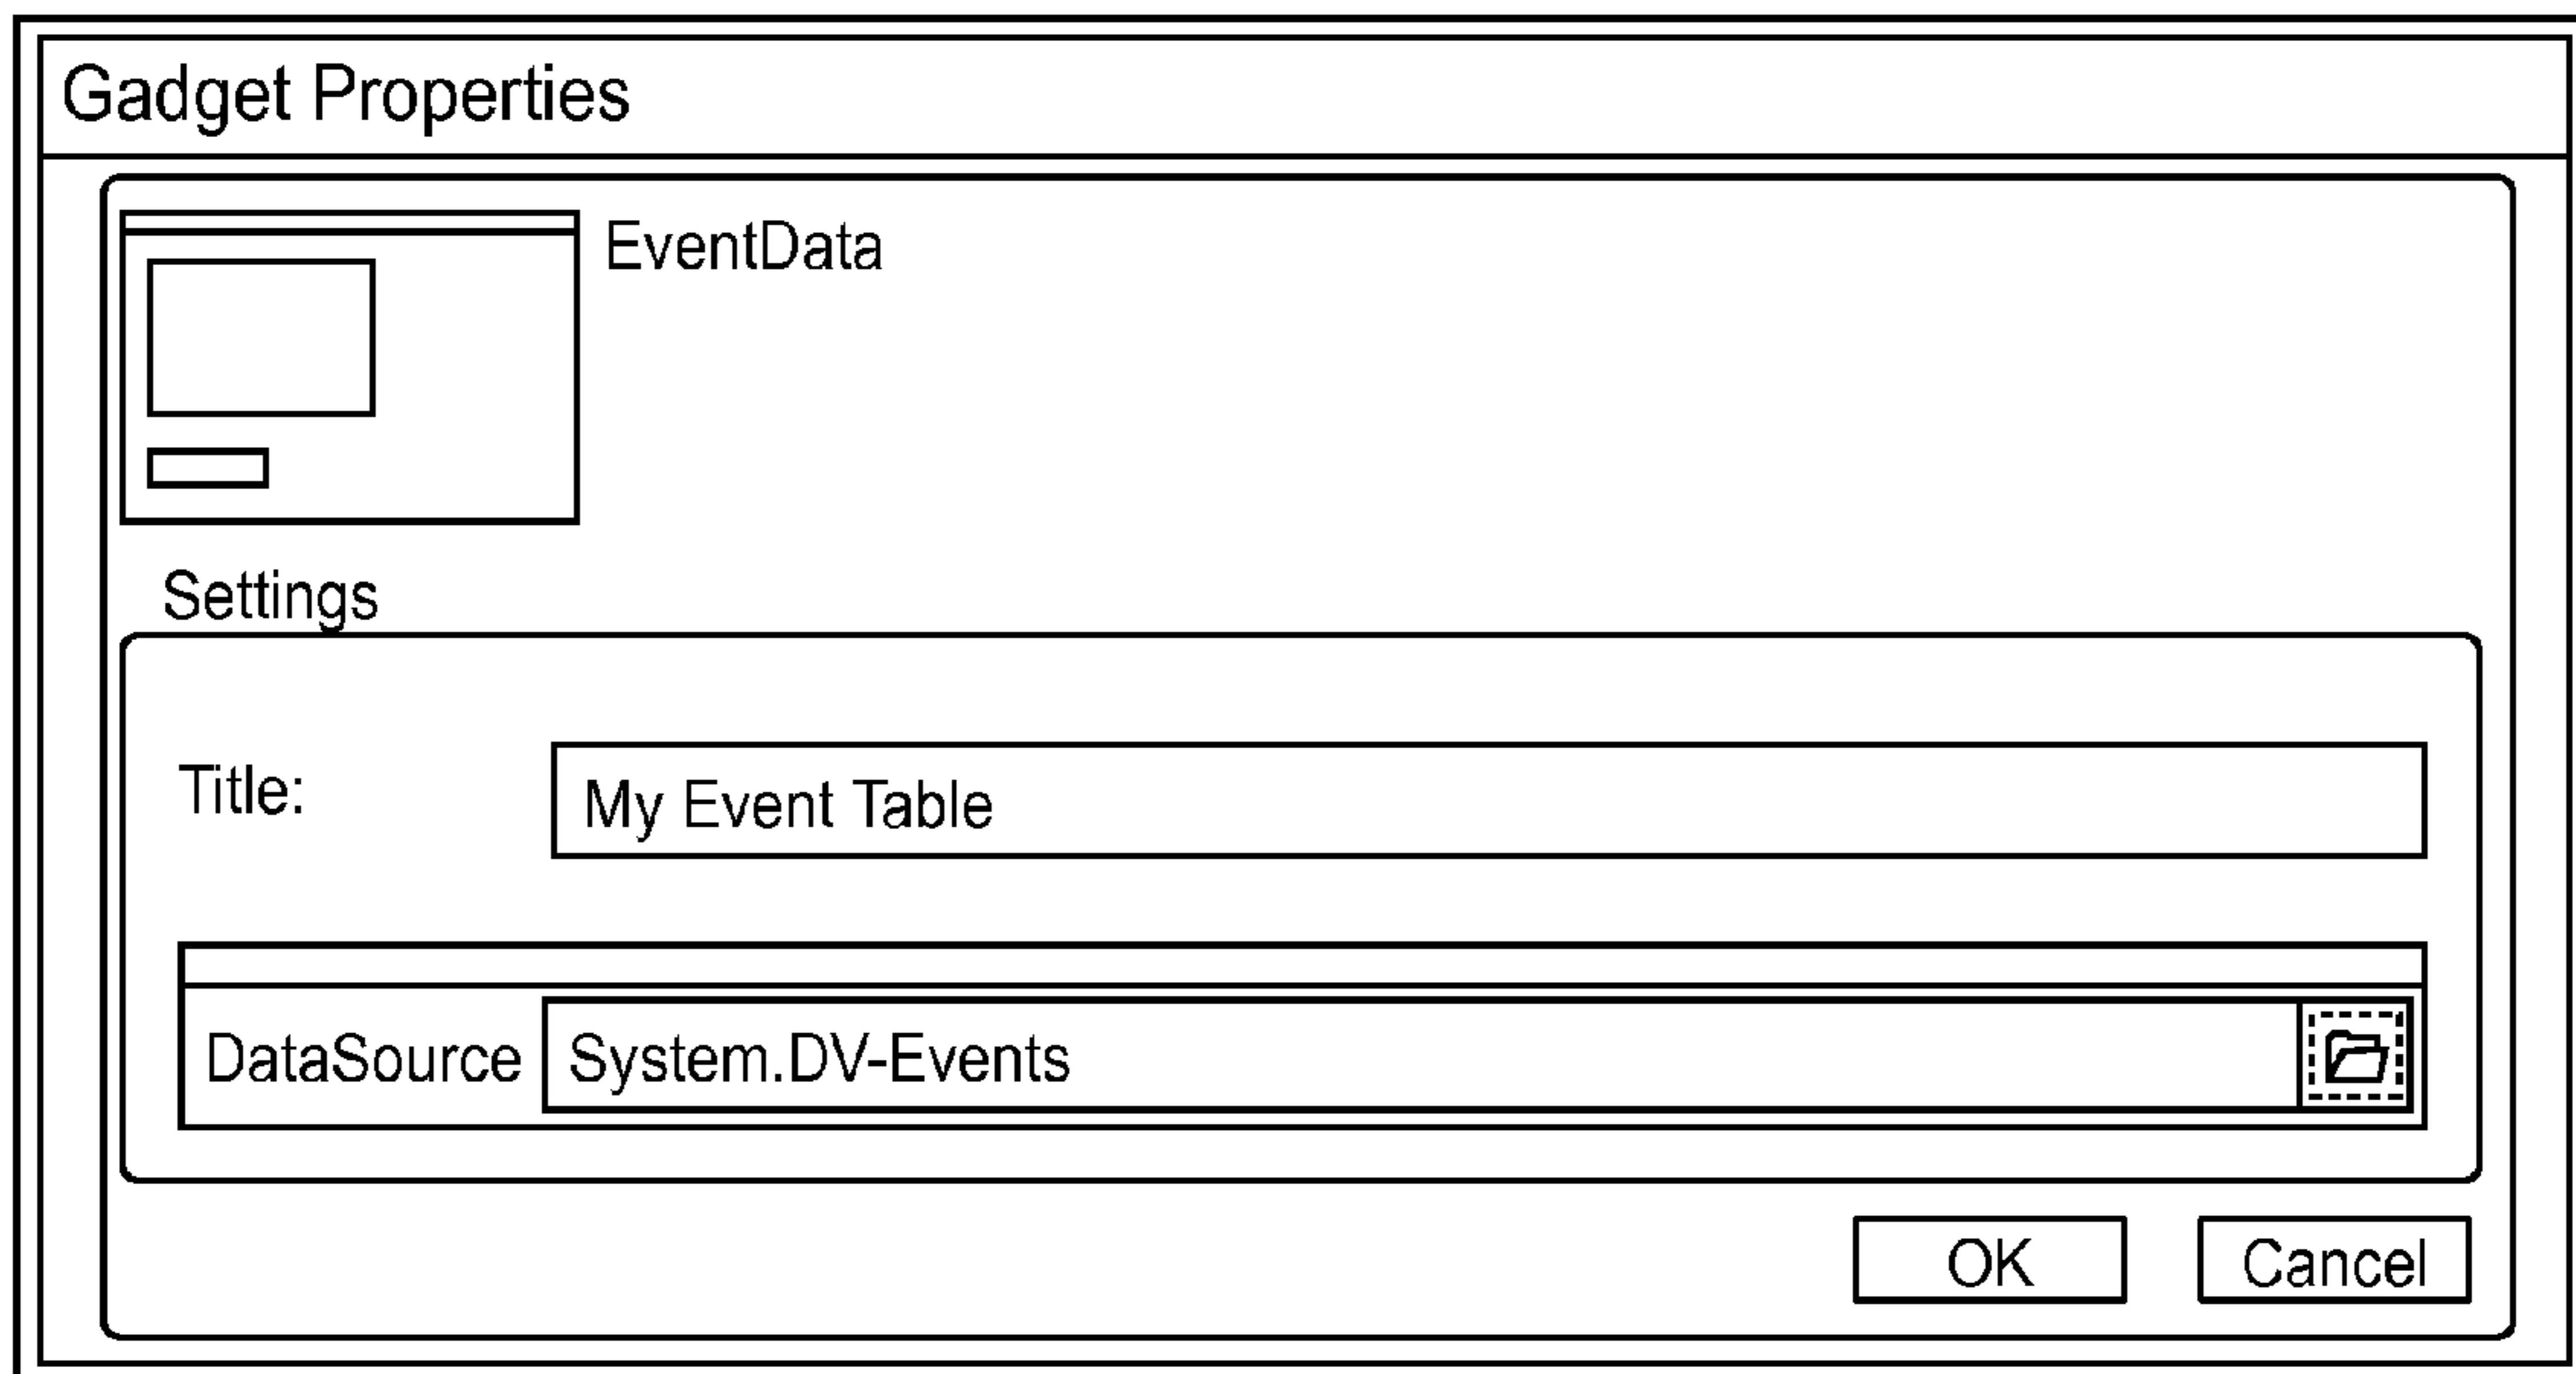 Gadget Properties
EventData
Settings
Title: My Event Table
DataSource System.DV-Events
OK Cancel